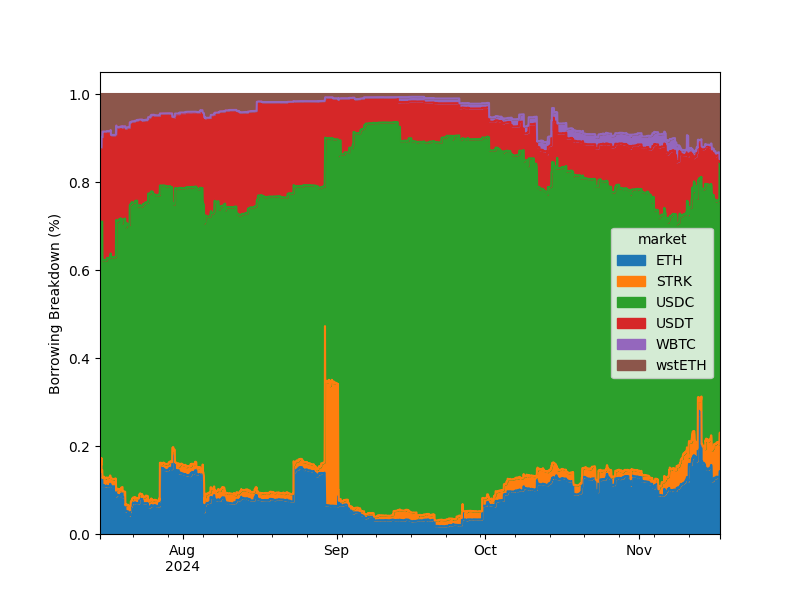 1.0
0.8
0.6
0.4
0.2
0.0
Borrowing Breakdown (%)
market
ETH
STRK
USDC
USDT
WBTC
wstETH
Aug
2024
Sep
Oct
Nov